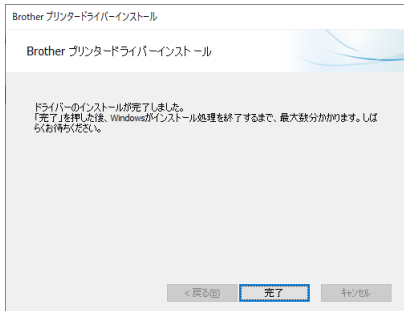 Brother プリンタードライバーインストール
Brother プリンタードライバーインストール
ドライバーのインストールが完了しました。
「完了」を押した後、Windowsがインストール処理を終了するまで、最大数分かかります。しば
らくお待ちください。
< 戻る(B) 完了 キャンセル